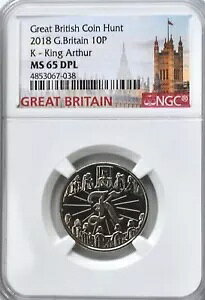 Great British Coin Hunt
2018 G.Britain 10P
K - King Arthur
MS 65 DPL
4853067-038
GREAT BRITAIN
NGC